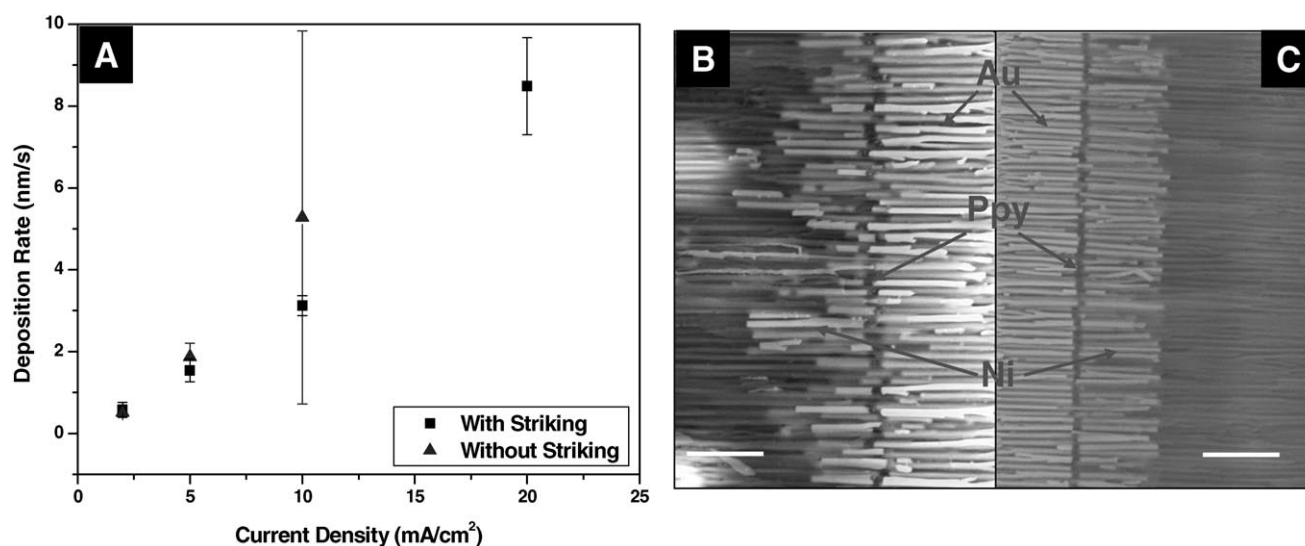 A
10
8
6
4
2
0
Deposition Rate (nm/s)
With Striking
Without Striking
0 5 10 15 20 25
Current Density (mA/cm²)
B
C
Au
Ppy
Ni